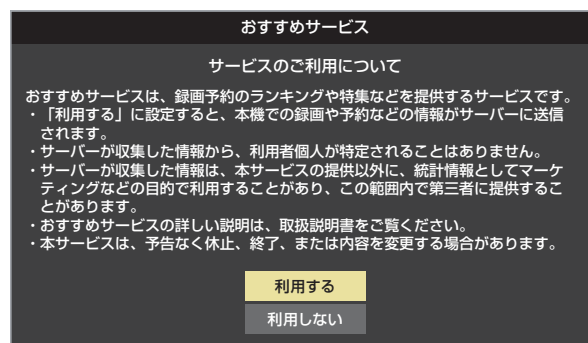 おすすめサービス
サービスのご利用について
おすすめサービスは、録画予約のランキングや特集などを提供するサービスです。
・「利用する」に設定すると、本機での録画や予約などの情報がサーバーに送信
されます。
・サーバーが収集した情報から、利用者個人が特定されることはありません。
・サーバーが収集した情報は、本サービスの提供以外に、統計情報としてマーケ
ティングなどの目的で利用することがあり、この範囲内で第三者に提供するこ
とがあります。
・おすすめサービスの詳しい説明は、取扱説明書をご覧ください。
・本サービスは、予告なく休止、終了、または内容を変更する場合があります。
利用する
利用しない